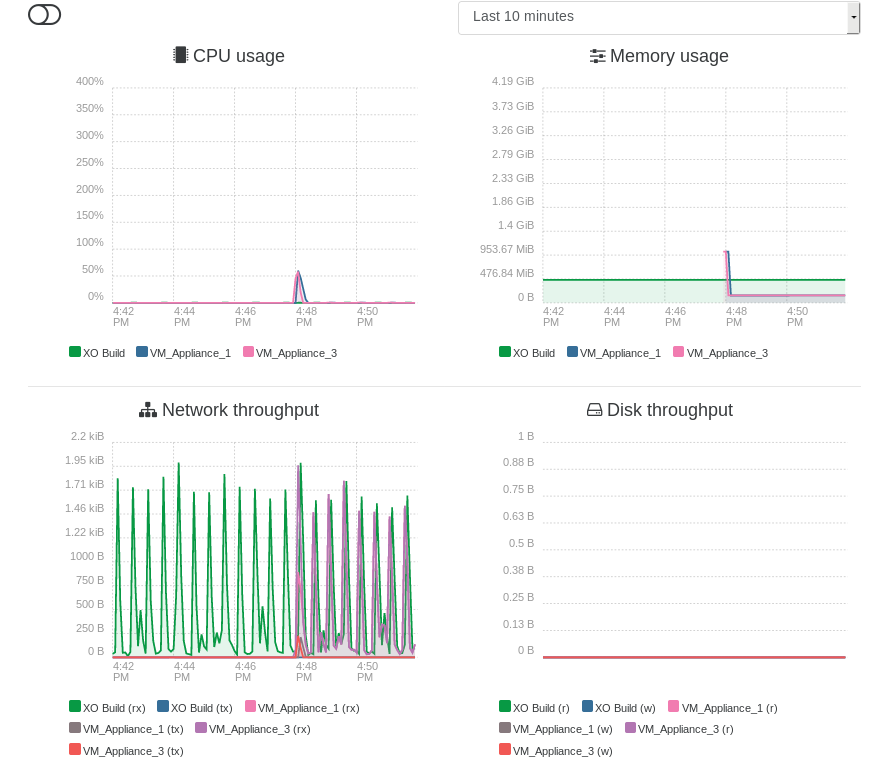 Last 10 minutes
CPU usage
400%
350%
300%
250%
200%
150%
100%
50%
0%
4:42 PM
4:44 PM
4:46 PM
4:48 PM
4:50 PM
XO Build VM_Appliance_1 VM_Appliance_3
Memory usage
4.19 GiB
3.73 GiB
3.26 GiB
2.79 GiB
2.33 GiB
1.86 GiB
1.4 GiB
953.67 MiB
476.84 MiB
0 B
4:42 PM
4:44 PM
4:46 PM
4:48 PM
4:50 PM
XO Build VM_Appliance_1 VM_Appliance_3
Network throughput
2.2 kiB
1.95 kiB
1.71 kiB
1.46 kiB
1.22 kiB
1000 B
750 B
500 B
250 B
0 B
4:42 PM
4:44 PM
4:46 PM
4:48 PM
4:50 PM
XO Build (rx) XO Build (tx) VM_Appliance_1 (rx)
VM_Appliance_1 (tx) VM_Appliance_3 (rx)
VM_Appliance_3 (tx)
Disk throughput
1 B
0.88 B
0.75 B
0.63 B
0.5 B
0.38 B
0.25 B
0.13 B
0 B
XO Build (r) XO Build (w) VM_Appliance_1 (r)
VM_Appliance_1 (w) VM_Appliance_3 (r)
VM_Appliance_3 (w)